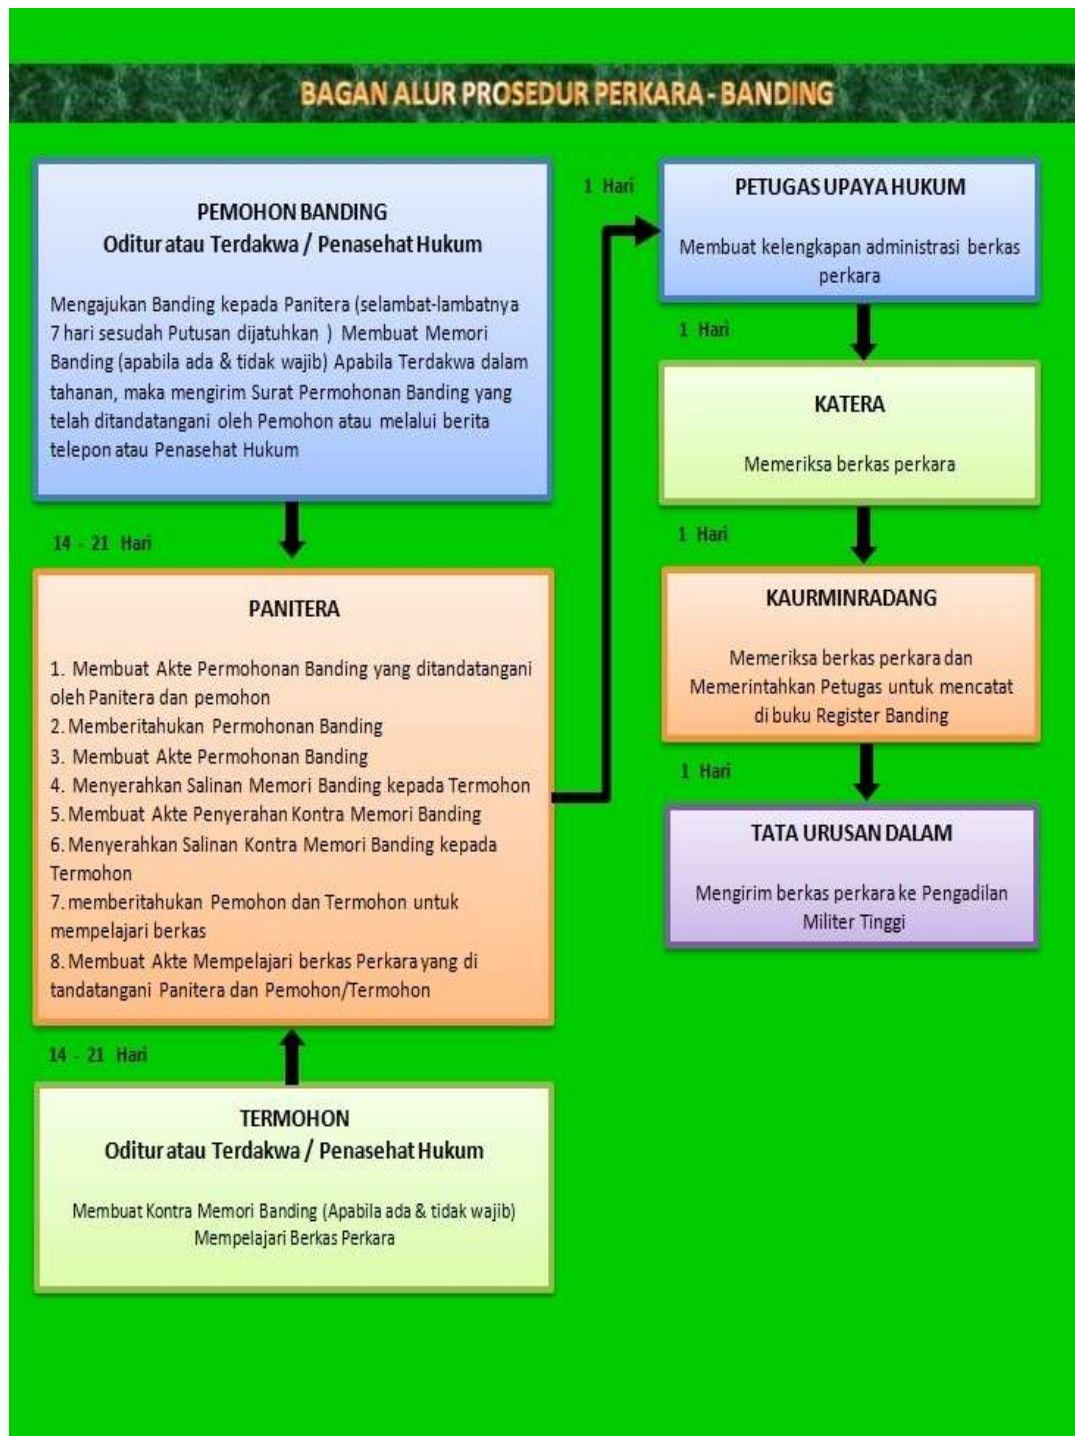 BAGAN ALUR PROSEDUR PERKARA - BANDING
PEMOHON BANDING
Oditur atau Terdakwa / Penasehat Hukum
Mengajukan Banding kepada Panitera (selambat-lambatnya
7 hari sesudah Putusan dijatuhkan ) Membuat Memori
Banding (apabila ada & tidak wajib) Apabila Terdakwa dalam
tahanan, maka mengirim Surat Permohonan Banding yang
telah ditandatangani oleh Pemohon atau melalui berita
telepon atau Penasehat Hukum
14 - 21 Hari
PANITERA
1. Membuat Akte Permohonan Banding yang ditandatangani
oleh Panitera dan pemohon
2. Memberitahukan Permohonan Banding
3. Membuat Akte Permohonan Banding
4. Menyerahkan Salinan Memori Banding kepada Termohon
5. Membuat Akte Penyerahan Kontra Memori Banding
6. Menyerahkan Salinan Kontra Memori Banding kepada
Termohon
7. memberitahukan Pemohon dan Termohon untuk
mempelajari berkas
8. Membuat Akte Mempelajari berkas Perkara yang di
tandatangani Panitera dan Pemohon/Termohon
14 - 21 Hari
TERMOHON
Oditur atau Terdakwa / Penasehat Hukum
Membuat Kontra Memori Banding (Apabila ada & tidak wajib)
Mempelajari Berkas Perkara
1 Hari
PETUGAS UPAYA HUKUM
Membuat kelengkapan administrasi berkas
perkara
1 Hari
KATERA
Memeriksa berkas perkara
1 Hari
KAURMINRADANG
Memeriksa berkas perkara dan
Memerintahkan Petugas untuk mencatat
di buku Register Banding
1 Hari
TATA URUSAN DALAM
Mengirim berkas perkara ke Pengadilan
Militer Tinggi